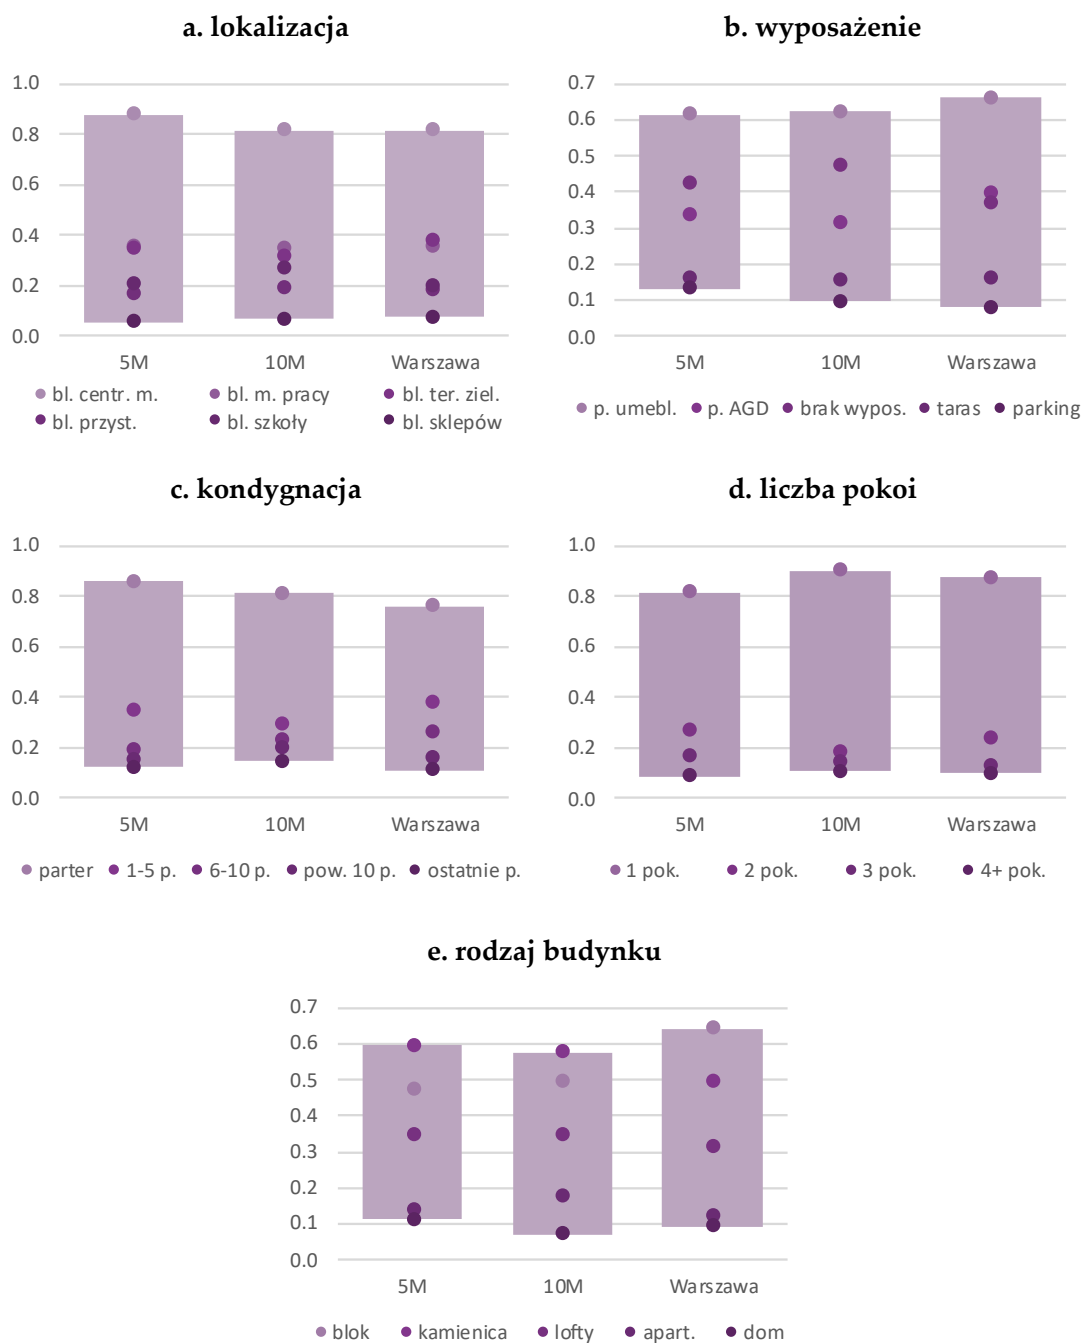 a. lokalizacja
1.0
0.8
0.6
0.4
0.2
0.0
5M 10M Warszawa
bl. centr. m. bl. m. pracy bl. ter. ziel.
bl. przyst. bl. szkoły bl. sklepów
b. wyposażenie
0.7
0.6
0.5
0.4
0.3
0.2
0.1
0.0
5M 10M Warszawa
p. umebl. p. AGD brak wypos. taras parking
c. kondygnacja
1.0
0.8
0.6
0.4
0.2
0.0
5M 10M Warszawa
parter 1-5 p. 6-10 p. pow. 10 p. ostatnie p.
d. liczba pokoi
1.0
0.8
0.6
0.4
0.2
0.0
5M 10M Warszawa
1 pok. 2 pok. 3 pok. 4+ pok.
e. rodzaj budynku
0.7
0.6
0.5
0.4
0.3
0.2
0.1
0.0
5M 10M Warszawa
blok kamienica lofty apart. dom